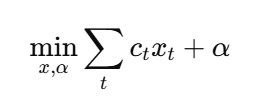 min_{x,α} ∑_t c_t x_t + α